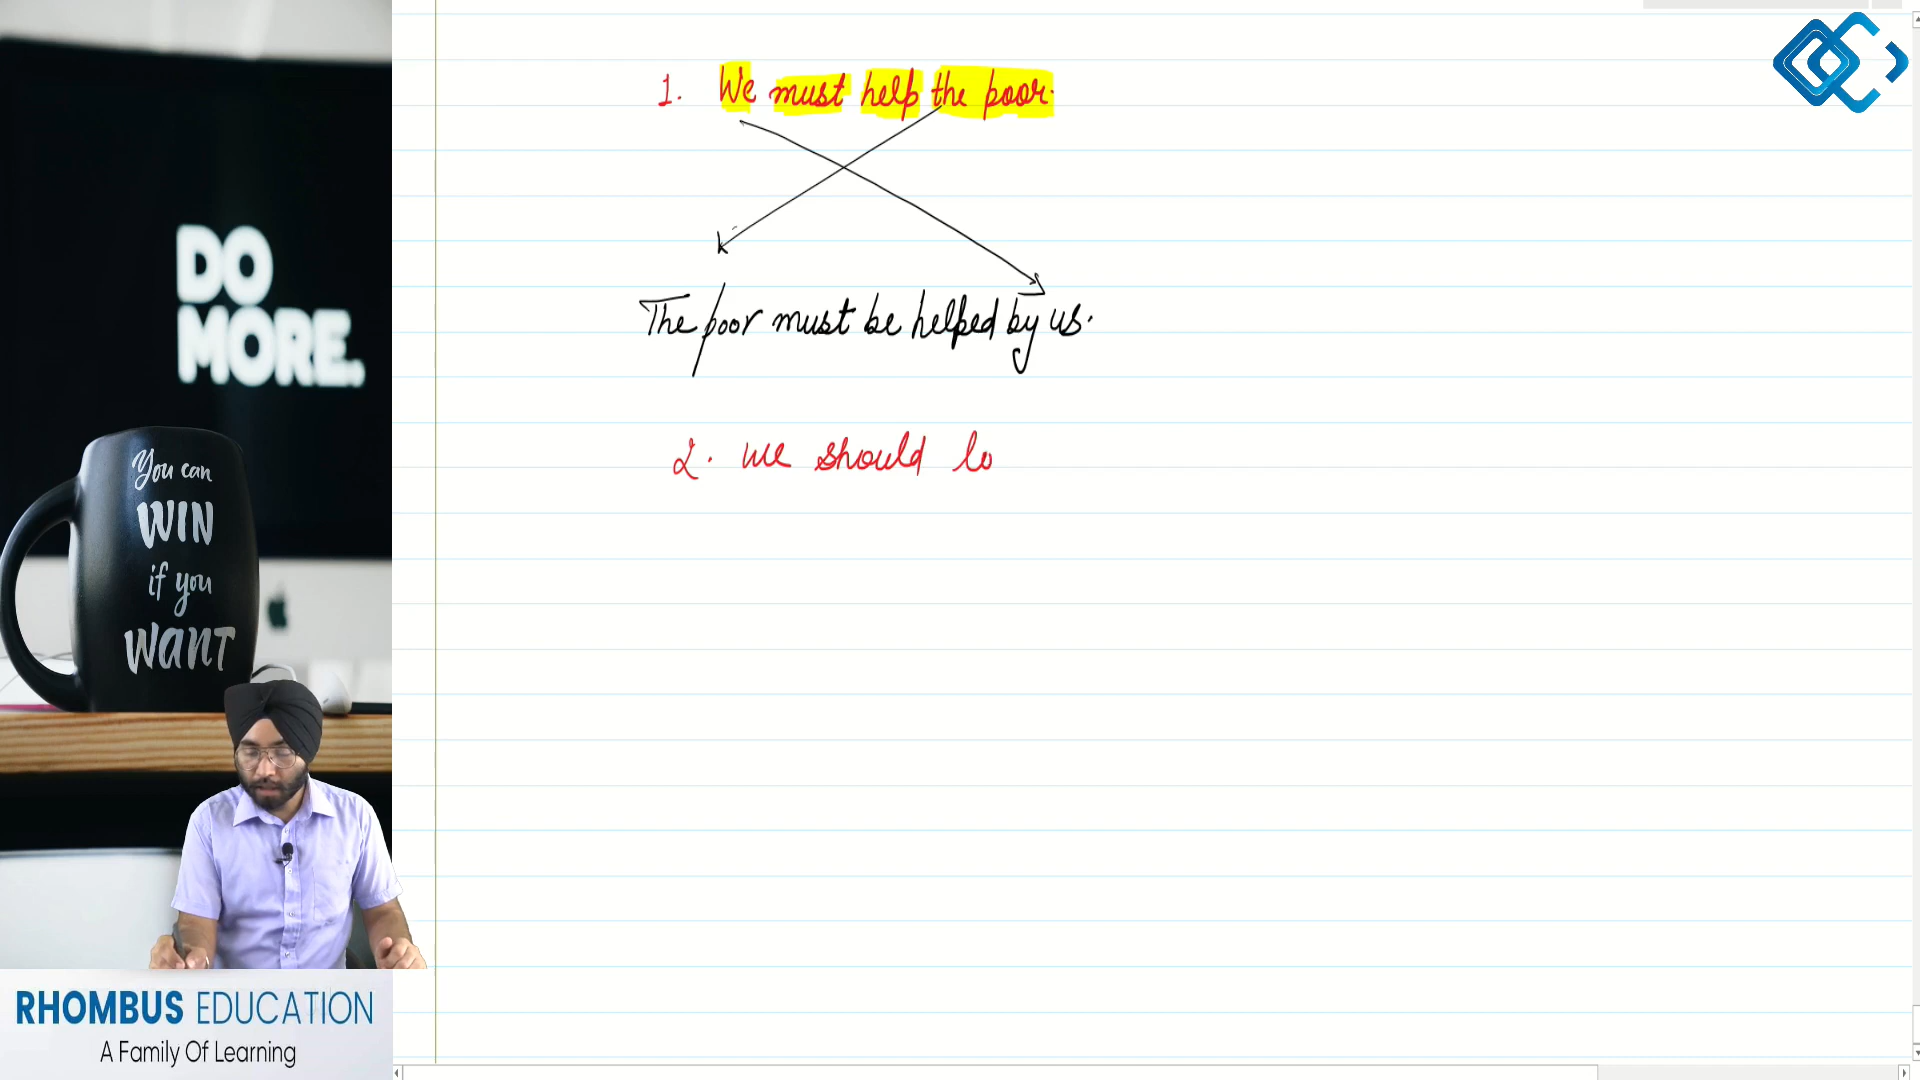 1. We must help the poor.
The poor must be helped by us.
2. we should lo
DO
MORE.
You can
WIN
if you
WANT
RHOMBUS EDUCATION
A Family Of Learning